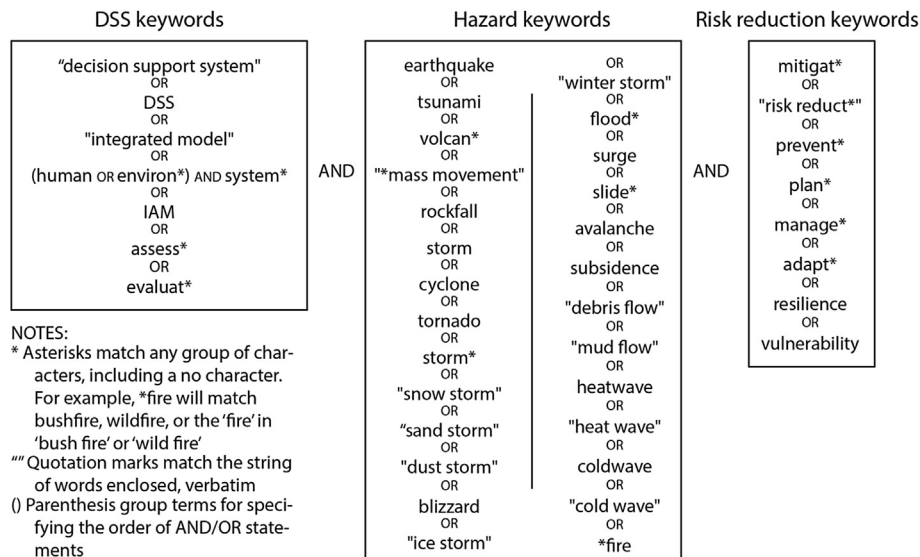 DSS keywords
“decision support system"
OR
DSS
OR
"integrated model"
OR
(human OR environ*) AND system*
OR
IAM
OR
assess*
OR
evaluat*
AND
Hazard keywords
earthquake
OR
tsunami
OR
volcan*
OR
"*mass movement"
OR
rockfall
OR
storm
OR
cyclone
OR
tornado
OR
storm*
OR
"snow storm"
OR
“sand storm"
OR
"dust storm"
OR
blizzard
OR
"ice storm"
OR
"winter storm"
OR
flood*
OR
surge
OR
slide*
OR
avalanche
OR
subsidence
OR
"debris flow"
OR
"mud flow"
OR
heatwave
OR
"heat wave"
OR
coldwave
OR
"cold wave"
OR
*fire
AND
Risk reduction keywords
mitigat*
OR
"risk reduct*"
OR
prevent*
OR
plan*
OR
manage*
OR
adapt*
OR
resilience
OR
vulnerability
NOTES:
* Asterisks match any group of char-
acters, including a no character.
For example, *fire will match
bushfire, wildfire, or the ‘fire’ in
‘bush fire’ or ‘wild fire’
“” Quotation marks match the string
of words enclosed, verbatim
() Parenthesis group terms for speci-
fying the order of AND/OR state-
ments